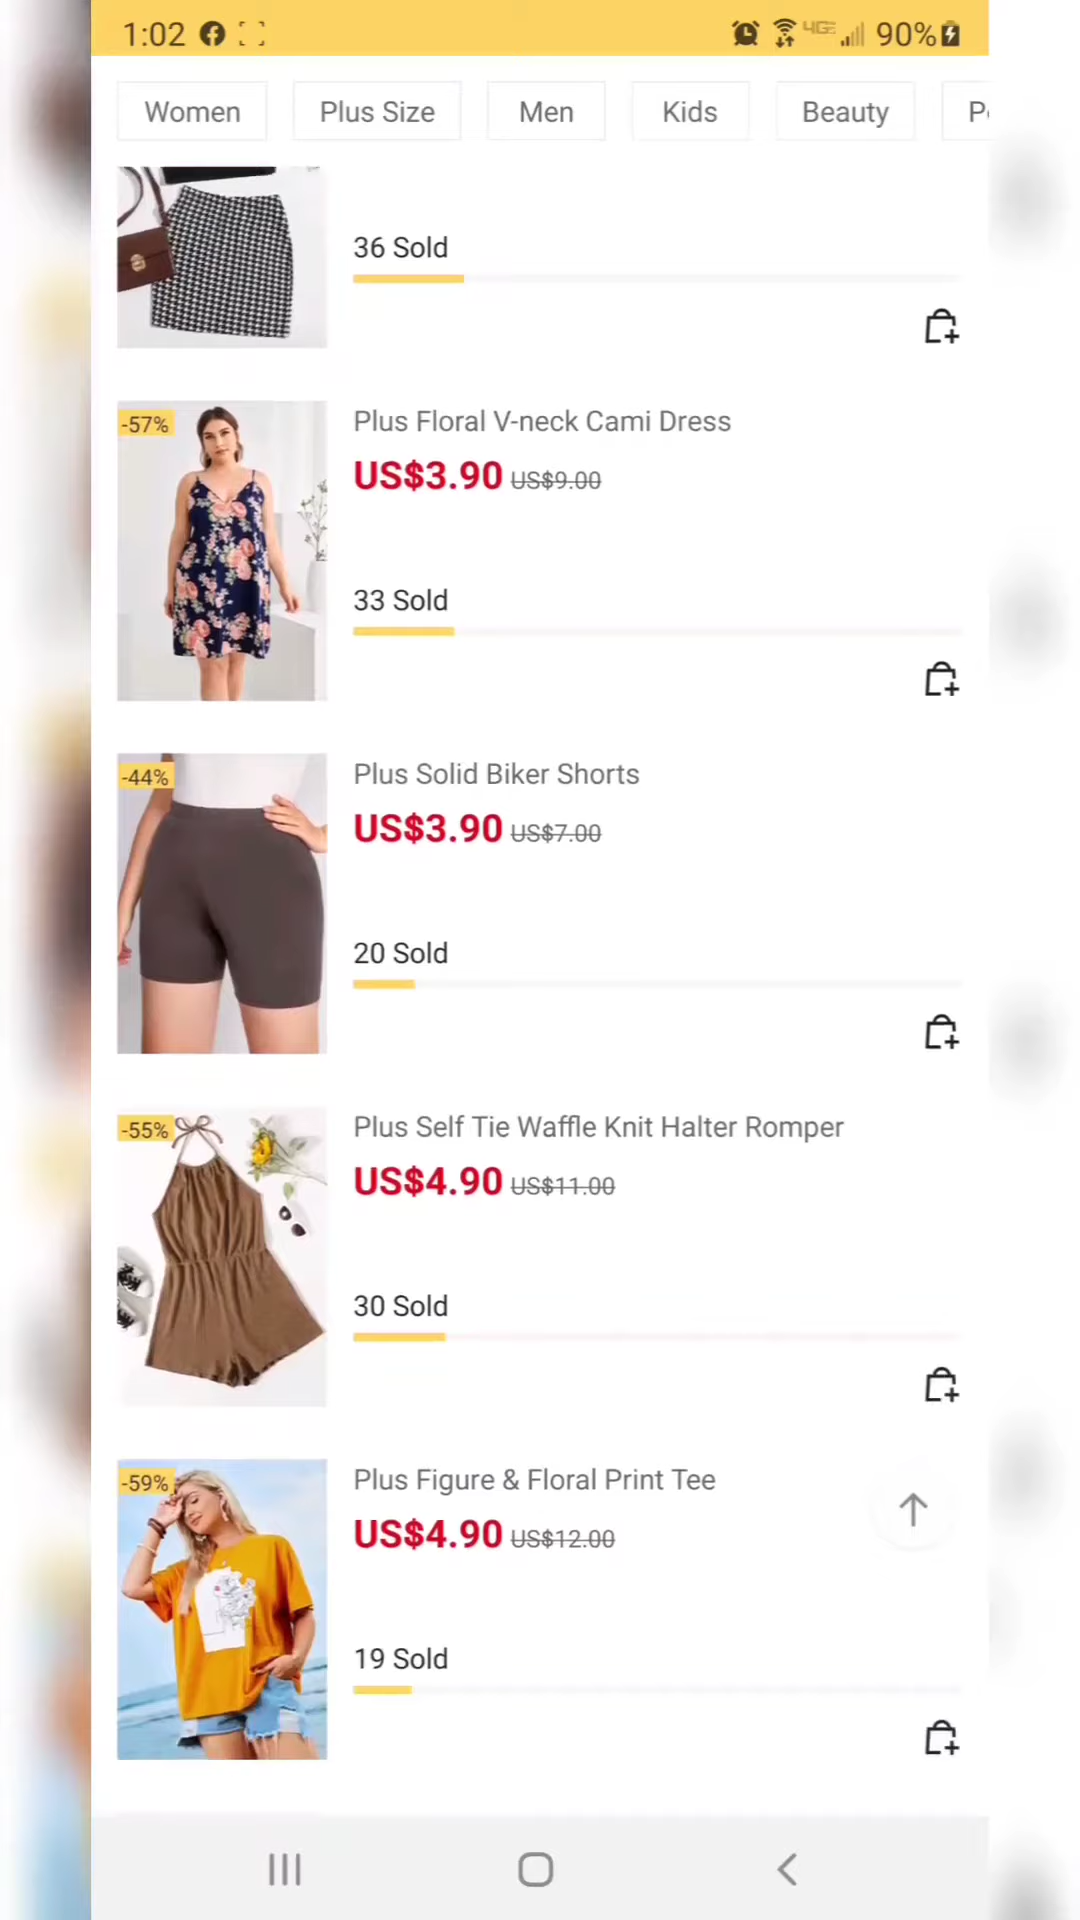 1:02
4GE 90%
Women Plus Size Men Kids Beauty
36 Sold
-57%
Plus Floral V-neck Cami Dress
US$3.90 US$9.00
33 Sold
-44%
Plus Solid Biker Shorts
US$3.90 US$7.00
20 Sold
-55%
Plus Self Tie Waffle Knit Halter Romper
US$4.90 US$11.00
30 Sold
-59%
Plus Figure & Floral Print Tee
US$4.90 US$12.00
19 Sold